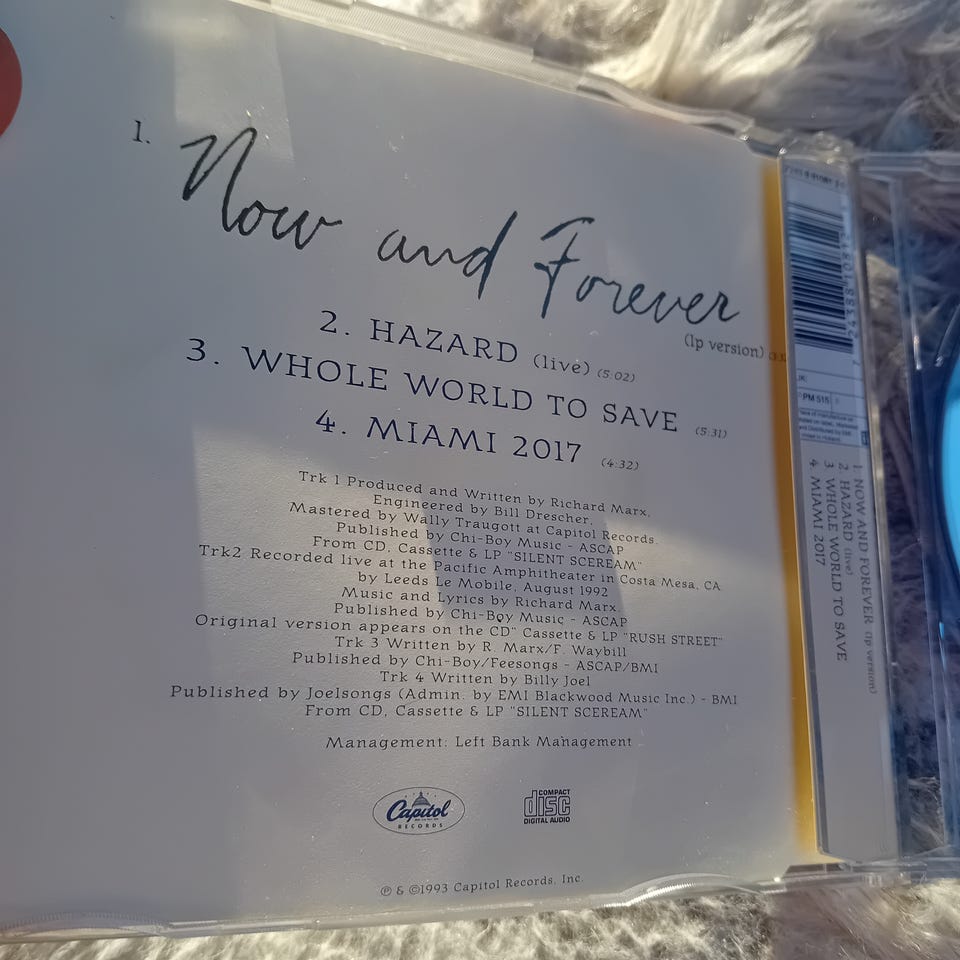 1. Now and Forever
(lp version)
2. HAZARD (live) (5:02)
3. WHOLE WORLD TO SAVE (5:31)
4. MIAMI 2017 (4:32)
Trk 1 Produced and Written by Richard Marx.
Engineered by Bill Drescher.
Mastered by Wally Traugott at Capitol Records.
Published by Chi-Boy Music - ASCAP
From CD, Cassette & LP "SILENT SCEREAM"
Trk2 Recorded live at the Pacific Amphitheater in Costa Mesa, CA
by Leeds Le Mobile, August 1992
Music and Lyrics by Richard Marx.
Published by Chi-Boy Music - ASCAP
Original version appears on the CD" Cassette & LP "RUSH STREET"
Trk 3 Written by R. Marx/F. Waybill
Published by Chi-Boy/Feesongs - ASCAP/BMI
Trk 4 Written by Billy Joel
Published by Joelsongs (Admin. by EMI Blackwood Music Inc.) - BMI
From CD, Cassette & LP "SILENT SCEREAM"
Management: Left Bank Management
Capitol
RECORDS
COMPACT
disc
DIGITAL AUDIO
℗ & ©1993 Capitol Records, Inc.
PM 515
1. NOW AND FOREVER (lp version)
2. HAZARD (live)
3. WHOLE WORLD TO SAVE
4. MIAMI 2017